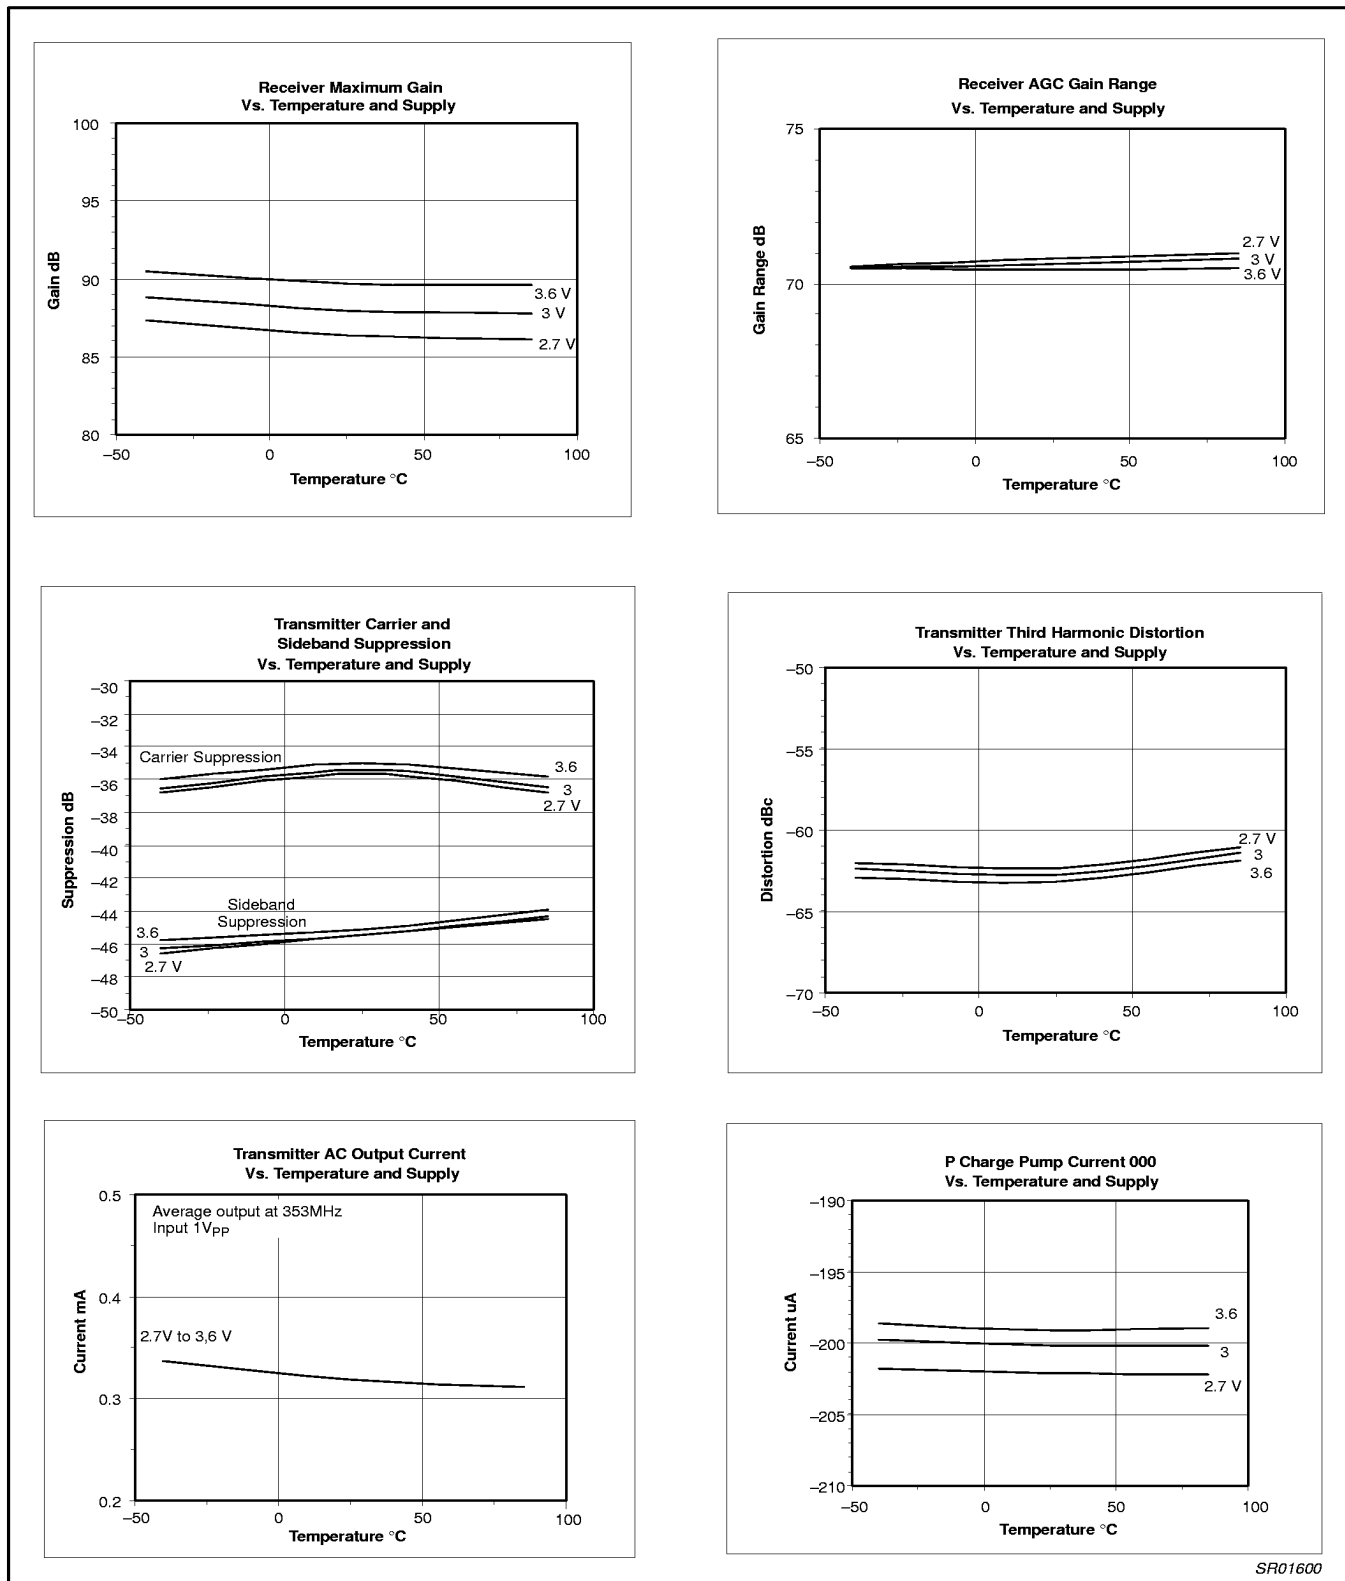 Receiver Maximum Gain
Vs. Temperature and Supply
100
95
90
85
80
Gain dB
3.6 V
3 V
2.7 V
–50
0
50
100
Temperature °C
Receiver AGC Gain Range
Vs. Temperature and Supply
75
70
65
Gain Range dB
2.7 V
3 V
3.6 V
–50
0
50
100
Temperature °C
Transmitter Carrier and
Sideband Suppression
Vs. Temperature and Supply
–30
–32
–34
–36
–38
–40
–42
–44
–46
–48
–50
Suppression dB
Carrier Suppression
3.6
3
2.7 V
Sideband
Suppression
3.6
3
2.7 V
–50
0
50
100
Temperature °C
Transmitter Third Harmonic Distortion
Vs. Temperature and Supply
–50
–55
–60
–65
–70
Distortion dBc
2.7 V
3
3.6
–50
0
50
100
Temperature °C
Transmitter AC Output Current
Vs. Temperature and Supply
0.5
0.4
0.3
0.2
Current mA
Average output at 353MHz
Input 1VPP
2.7V to 3,6 V
–50
0
50
100
Temperature °C
P Charge Pump Current 000
Vs. Temperature and Supply
–190
–195
–200
–205
–210
Current uA
3.6
3
2.7 V
–50
0
50
100
Temperature °C
SR01600